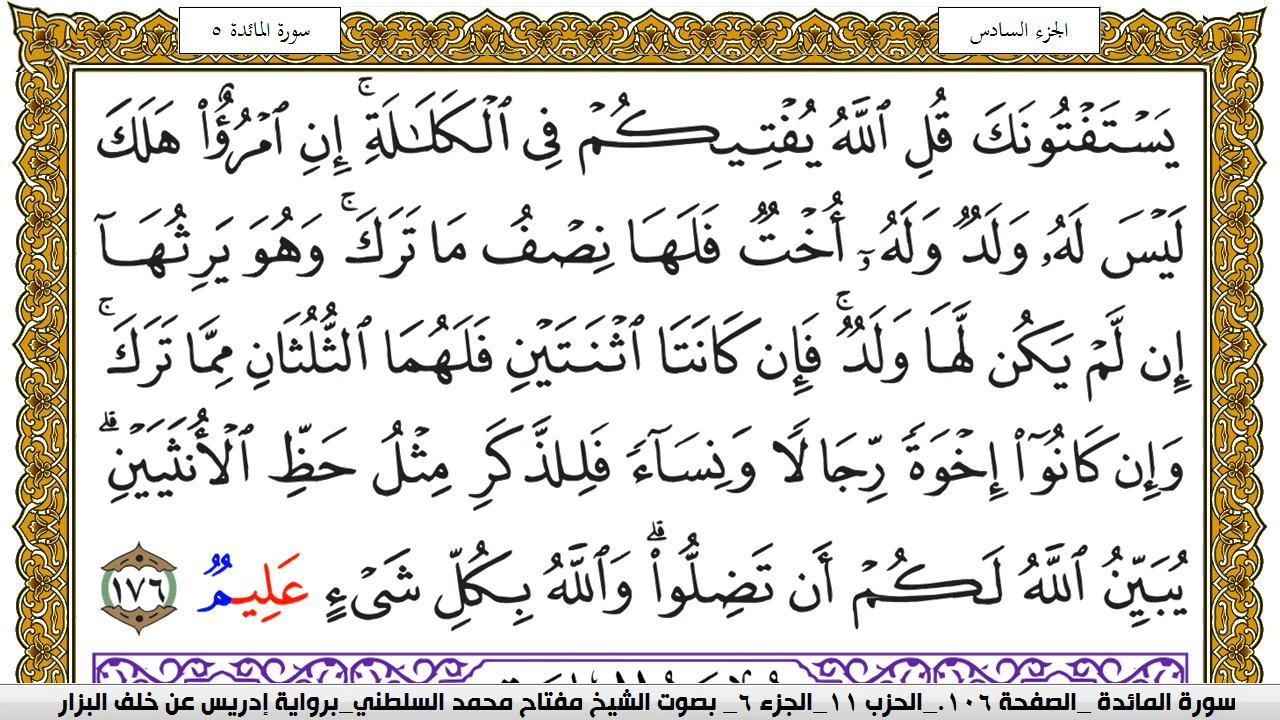 الجزء السادس
سورة المائدة ٥
يَسْتَفْتُونَكَ قُلِ ٱللَّهُ يُفْتِيكُمْ فِى ٱلْكَلَـٰلَةِ ۚ إِنِ ٱمْرُؤٌا۟ هَلَكَ
لَيْسَ لَهُۥ وَلَدٌ وَلَهُۥٓ أُخْتٌ فَلَهَا نِصْفُ مَا تَرَكَ ۚ وَهُوَ يَرِثُهَآ
إِن لَّمْ يَكُن لَّهَا وَلَدٌ ۚ فَإِن كَانَتَا ٱثْنَتَيْنِ فَلَهُمَا ٱلثُّلُثَانِ مِمَّا تَرَكَ ۚ
وَإِن كَانُوٓا۟ إِخْوَةً رِّجَالًا وَنِسَآءً فَلِلذَّكَرِ مِثْلُ حَظِّ ٱلْأُنثَيَيْنِ ۗ
يُبَيِّنُ ٱللَّهُ لَكُمْ أَن تَضِلُّوا۟ ۗ وَٱللَّهُ بِكُلِّ شَىْءٍ عَلِيمٌ ١٧٦
سورة المائدة _الصفحة ١٠٦._الحزب ١١_الجزء ٦_ بصوت الشيخ مفتاح محمد السلطني_برواية إدريس عن خلف البزار